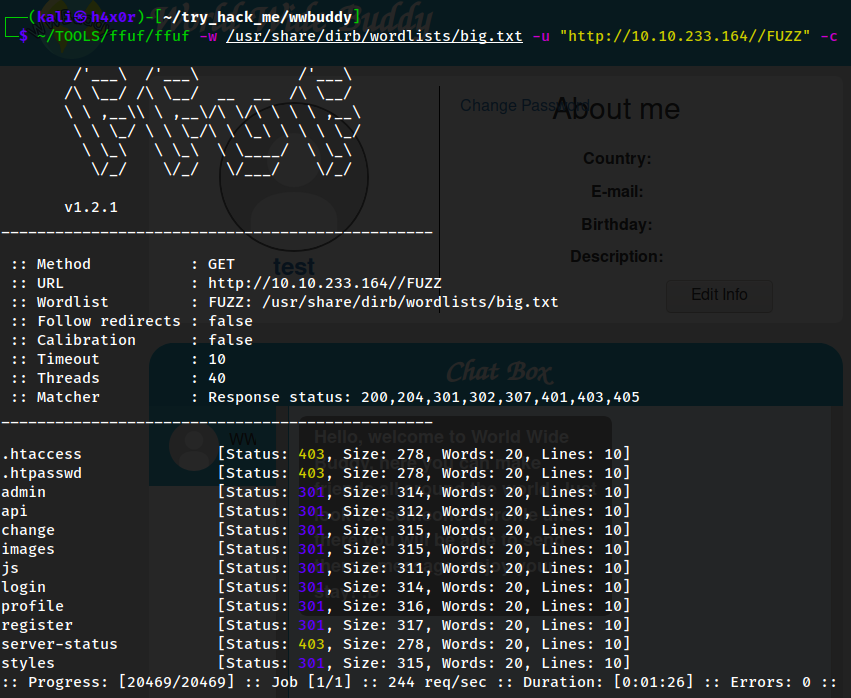 (kali㉿h4x0r)-[~/try_hack_me/wwbuddy]
$ ~/TOOLS/ffuf/ffuf -w /usr/share/dirb/wordlists/big.txt -u "http://10.10.233.164//FUZZ" -c
World Wide Buddy
Change Password
About me
Country:
E-mail:
Birthday:
Description:
test
Edit Info
v1.2.1
________________________________________________
:: Method : GET
:: URL : http://10.10.233.164//FUZZ
:: Wordlist : FUZZ: /usr/share/dirb/wordlists/big.txt
:: Follow redirects : false
:: Calibration : false
:: Timeout : 10
:: Threads : 40
:: Matcher : Response status: 200,204,301,302,307,401,403,405
________________________________________________
Chat Box
WW
Hello, welcome to World Wide
.htaccess [Status: 403, Size: 278, Words: 20, Lines: 10]
.htpasswd [Status: 403, Size: 278, Words: 20, Lines: 10]
admin [Status: 301, Size: 314, Words: 20, Lines: 10]
api [Status: 301, Size: 312, Words: 20, Lines: 10]
change [Status: 301, Size: 315, Words: 20, Lines: 10]
images [Status: 301, Size: 315, Words: 20, Lines: 10]
js [Status: 301, Size: 311, Words: 20, Lines: 10]
login [Status: 301, Size: 314, Words: 20, Lines: 10]
profile [Status: 301, Size: 316, Words: 20, Lines: 10]
register [Status: 301, Size: 317, Words: 20, Lines: 10]
server-status [Status: 403, Size: 278, Words: 20, Lines: 10]
styles [Status: 301, Size: 315, Words: 20, Lines: 10]
:: Progress: [20469/20469] :: Job [1/1] :: 244 req/sec :: Duration: [0:01:26] :: Errors: 0 ::